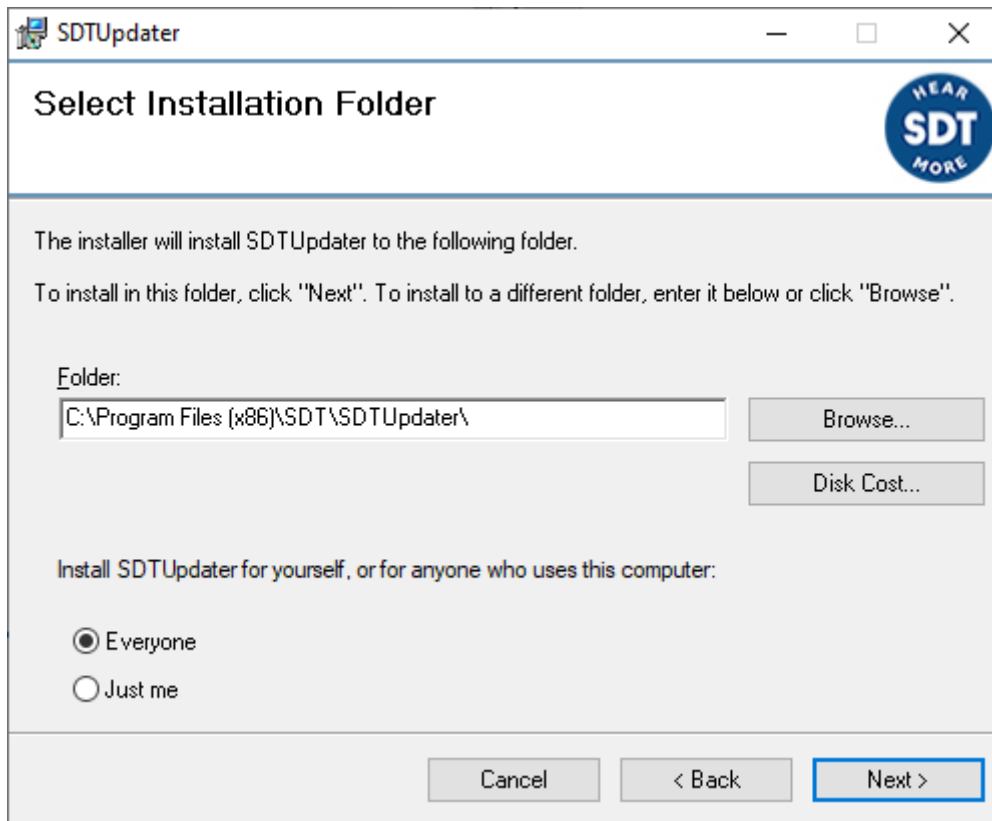 SDTUpdater
Select Installation Folder
HEAR
SDT
MORE
The installer will install SDTUpdater to the following folder.
To install in this folder, click "Next". To install to a different folder, enter it below or click "Browse".
Folder:
C:\Program Files (x86)\SDT\SDTUpdater\
Browse...
Disk Cost...
Install SDTUpdater for yourself, or for anyone who uses this computer:
Everyone
Just me
Cancel
< Back
Next >